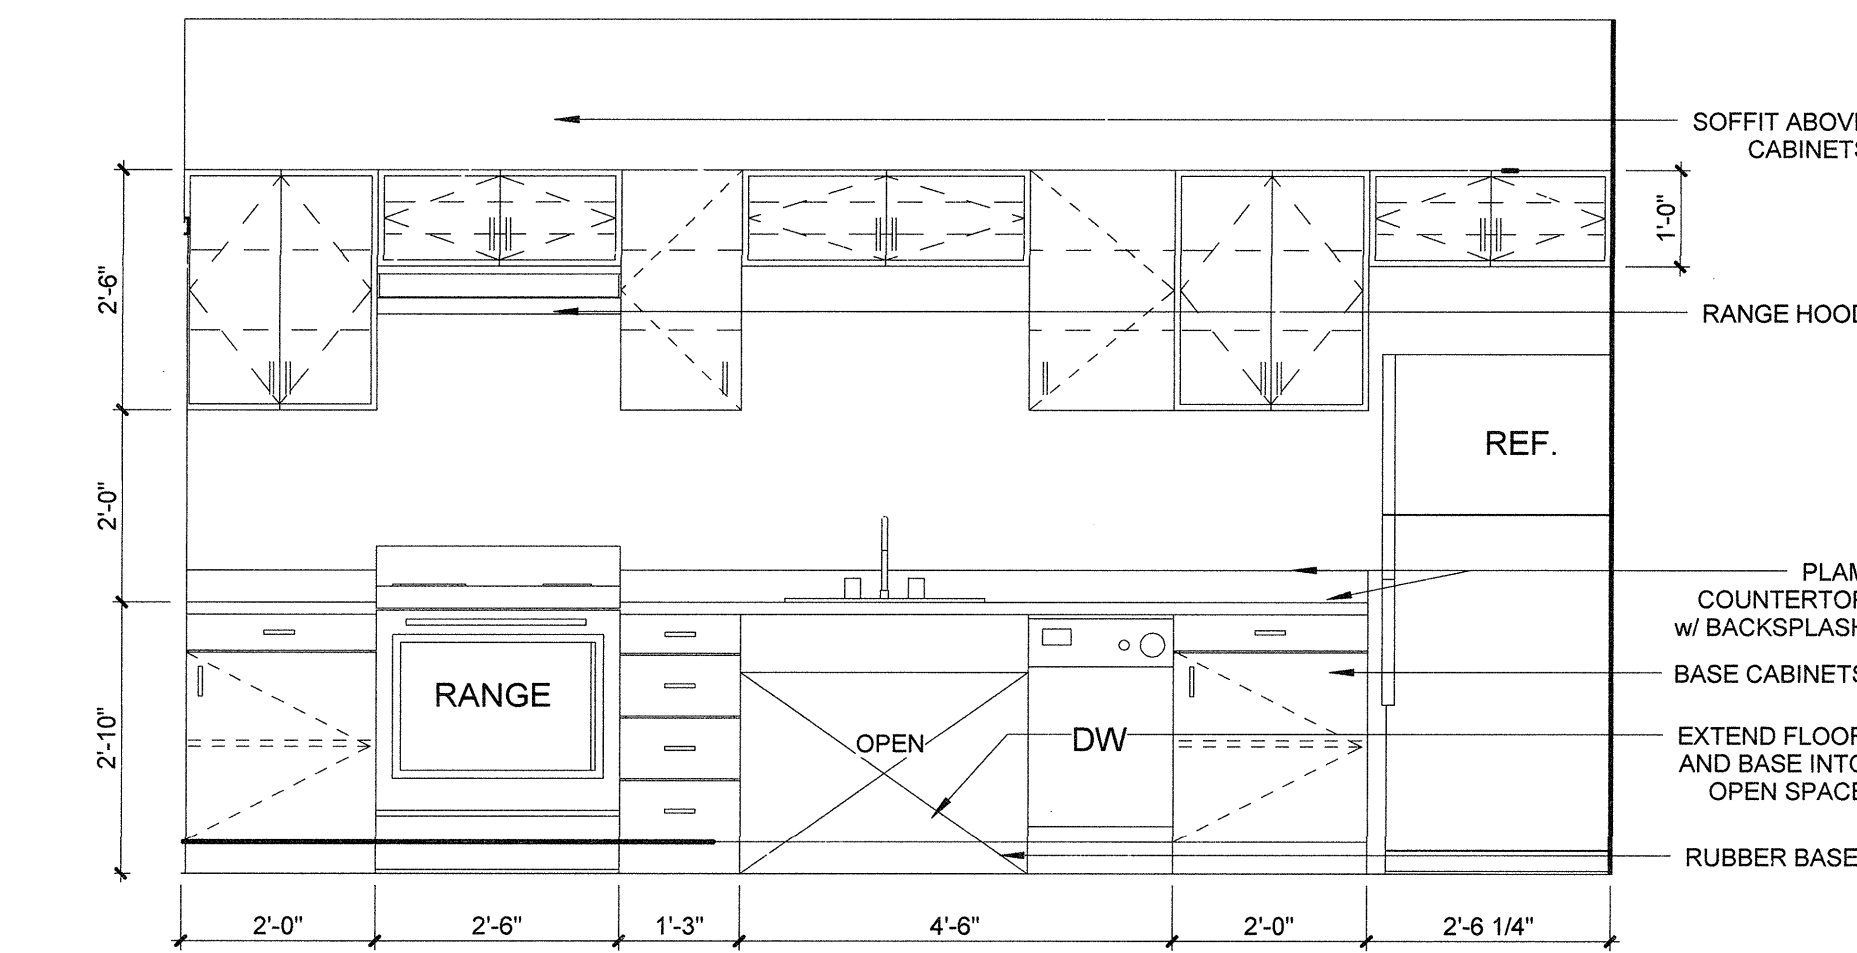 SOFFIT ABOVE
CABINETS
1'-0"
2'-6"
RANGE HOOD
REF.
2'-0"
PLAM
COUNTERTOP
w/ BACKSPLASH
BASE CABINETS
RANGE
2'-10"
OPEN
DW
EXTEND FLOOR
AND BASE INTO
OPEN SPACE
RUBBER BASE
2'-0"
2'-6"
1'-3"
4'-6"
2'-0"
2'-6 1/4"